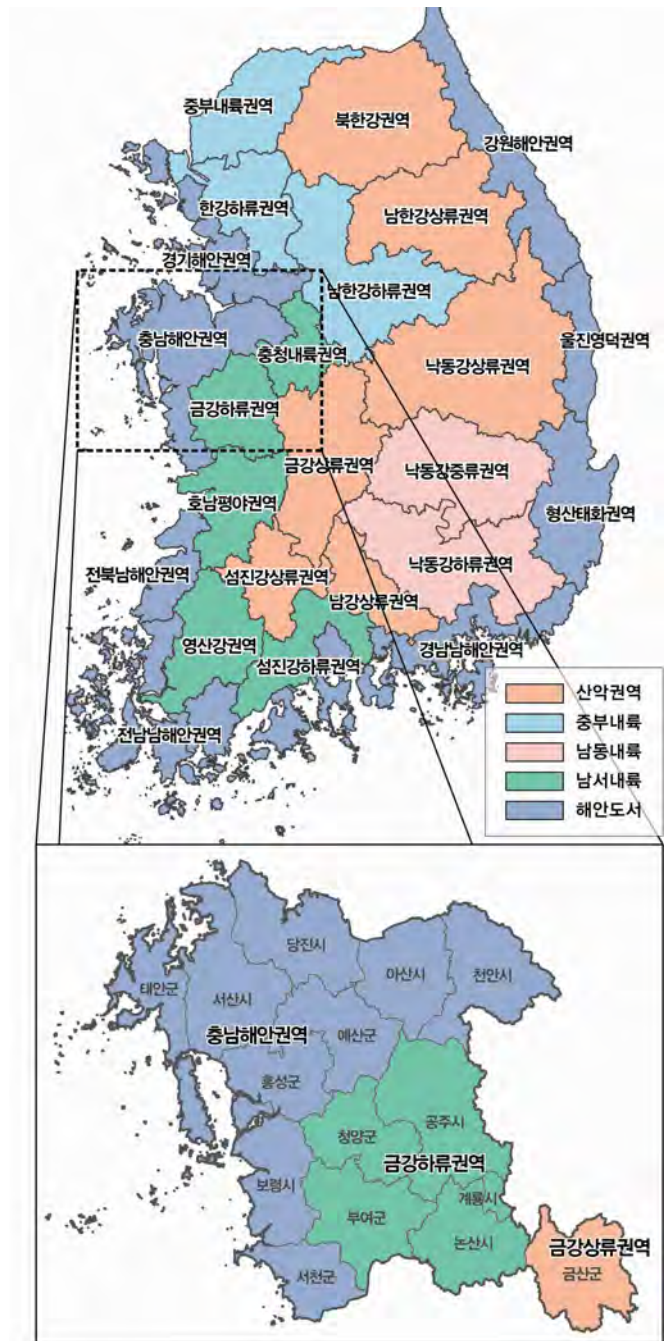 중부내륙권역
북한강권역
강원해안권역
한강하류권역
남한강상류권역
경기해안권역
남한강하류권역
충남해안권역
충청내륙권역
울진영덕권역
낙동강상류권역
금강하류권역
금강상류권역
낙동강중류권역
호남평야권역
형산태화권역
낙동강하류권역
전북남해안권역
섬진강상류권역
남강상류권역
영산강권역
섬진강하류권역
경남남해안권역
전남남해안권역
산악권역
중부내륙
남동내륙
남서내륙
해안도서
당진시
아산시
천안시
태안군
서산시
충남해안권역
예산군
홍성군
공주시
청양군
금강하류권역
보령시
계룡시
부여군
논산시
금강상류권역
서천군
금산군